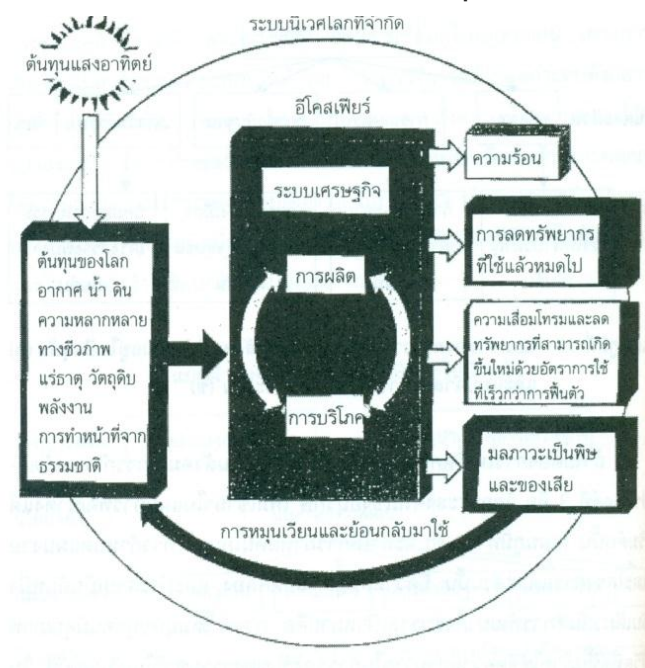 ระบบนิเวศโลกที่จำกัด
ต้นทุนแสงอาทิตย์
อีโคสเฟียร์
ความร้อน
ระบบเศรษฐกิจ
การลดทรัพยากร
ที่ใช้แล้วหมดไป
ต้นทุนของโลก
อากาศ น้ำ ดิน
ความหลากหลาย
ทางชีวภาพ
แร่ธาตุ วัตถุดิบ
พลังงาน
การทำหน้าที่จาก
ธรรมชาติ
การผลิต
ความเสื่อมโทรมและลด
ทรัพยากรที่สามารถเกิด
ขึ้นใหม่ด้วยอัตราการใช้
ที่เร็วกว่าการฟื้นตัว
การบริโภค
มลภาวะเป็นพิษ
และของเสีย
การหมุนเวียนและย้อนกลับมาใช้